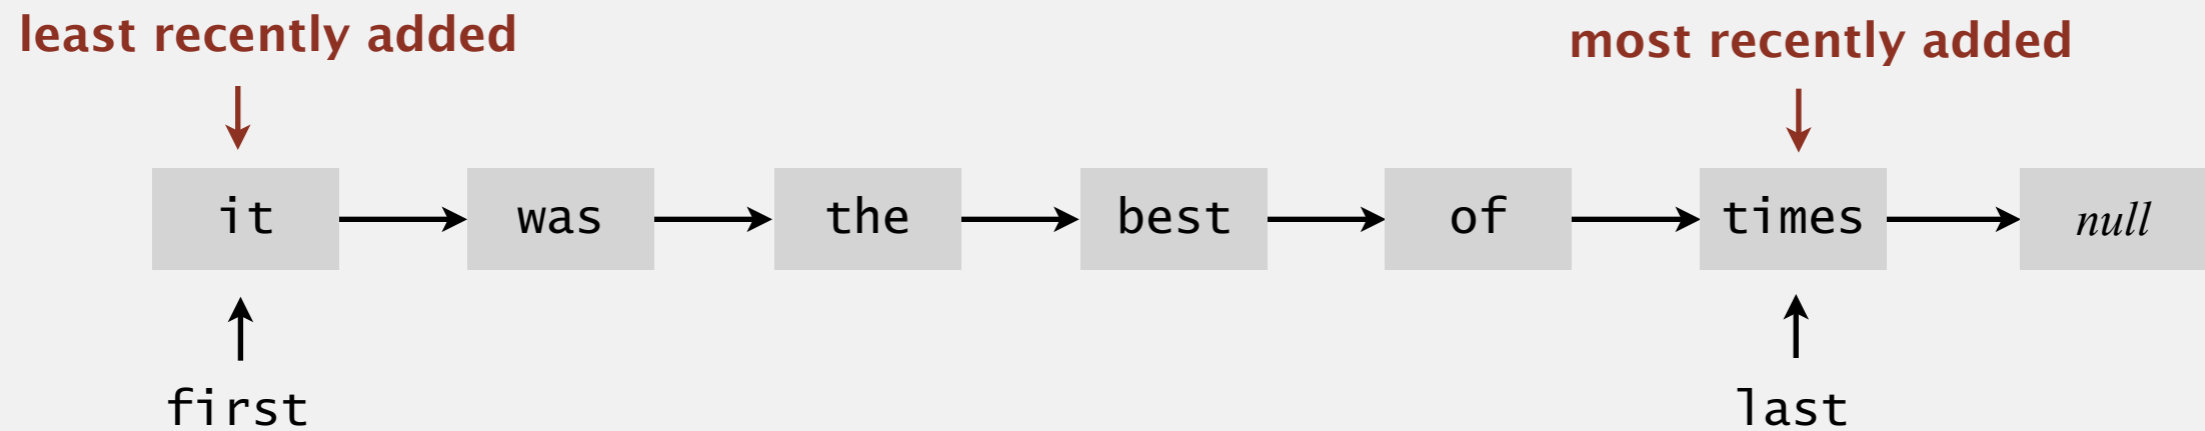 least recently added
most recently added
it was the best of times null
first
last